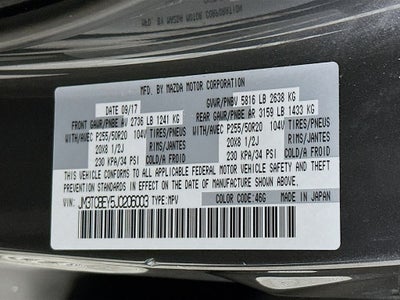 MFD. BY MAZDA MOTOR CORPORATION
DATE 09/17 GVWR/PNBV 5816 LB 2638 KG
FRONT GAWR/PNBE AV 2736 LB 1241 KG REAR GAWR/PNBE AR 3159 LB 1433 KG
WITH/AVEC P255/50R20 104V TIRES/PNEUS WITH/AVEC P255/50R20 104V TIRES/PNEUS
20X8 1/2J RIMS/JANTES 20X8 1/2J RIMS/JANTES
230 KPA/34 PSI COLD/A FROID 230 KPA/34 PSI COLD/A FROID
THIS VEHICLE CONFORMS TO ALL APPLICABLE FEDERAL MOTOR VEHICLE SAFETY AND THEFT
PREVENTION STANDARDS IN EFFECT ON THE DATE OF MANUFACTURE SHOWN ABOVE.
VIN: JM3TCBEY6J0206003 TYPE:MPV COLOR CODE:46G MADE IN JAPAN